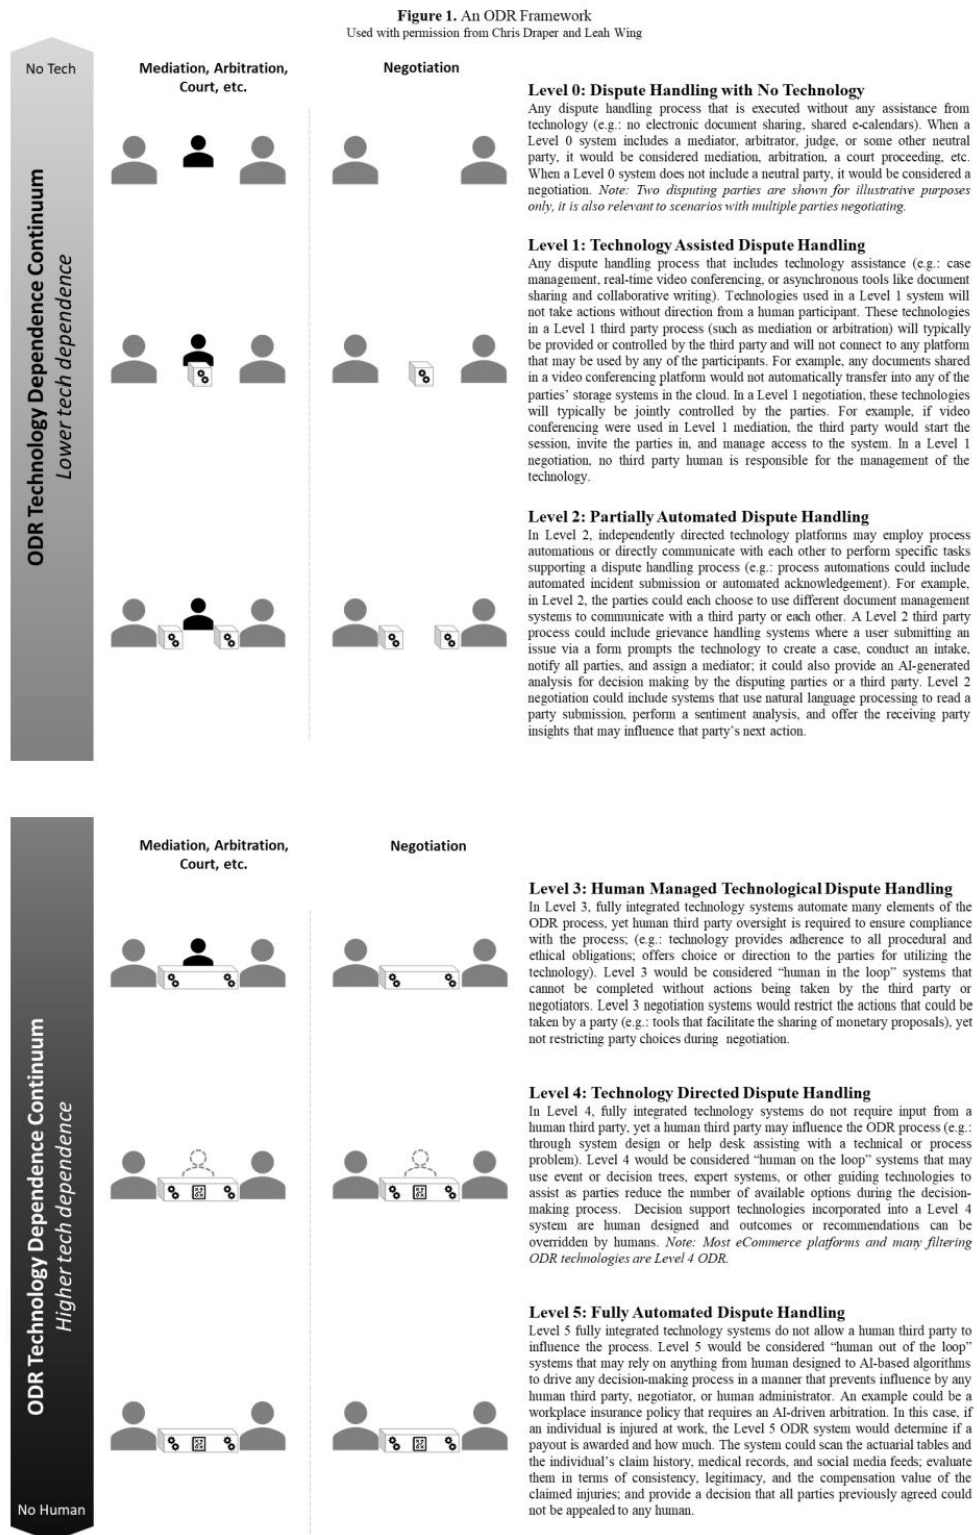 Figure 1. An ODR Framework
Used with permission from Chris Draper and Leah Wing
No Tech
ODR Technology Dependence Continuum
Lower tech dependence
Mediation, Arbitration,
Court, etc.
Negotiation
Level 0: Dispute Handling with No Technology
Any dispute handling process that is executed without any assistance from
technology (e.g.: no electronic document sharing, shared e-calendars). When a
Level 0 system includes a mediator, arbitrator, judge, or some other neutral
party, it would be considered mediation, arbitration, a court proceeding, etc.
When a Level 0 system does not include a neutral party, it would be considered a
negotiation. Note: Two disputing parties are shown for illustrative purposes
only, it is also relevant to scenarios with multiple parties negotiating.
Level 1: Technology Assisted Dispute Handling
Any dispute handling process that includes technology assistance (e.g.: case
management, real-time video conferencing, or asynchronous tools like document
sharing and collaborative writing). Technologies used in a Level 1 system will
not take actions without direction from a human participant. These technologies
in a Level 1 third party process (such as mediation or arbitration) will typically
be provided or controlled by the third party and will not connect to any platform
that may be used by any of the participants. For example, any documents shared
in a video conferencing platform would not automatically transfer into any of the
parties' storage systems in the cloud. In a Level 1 negotiation, these technologies
will typically be jointly controlled by the parties. For example, if video
conferencing were used in Level 1 mediation, the third party would start the
session, invite the parties in, and manage access to the system. In a Level 1
negotiation, no third party human is responsible for the management of the
technology.
Level 2: Partially Automated Dispute Handling
In Level 2, independently directed technology platforms may employ process
automations or directly communicate with each other to perform specific tasks
supporting a dispute handling process (e.g.: process automations could include
automated incident submission or automated acknowledgement). For example,
in Level 2, the parties could each choose to use different document management
systems to communicate with a third party or each other. A Level 2 third party
process could include grievance handling systems where a user submitting an
issue via a form prompts the technology to create a case, conduct an intake,
notify all parties, and assign a mediator; it could also provide an AI-generated
analysis for decision making by the disputing parties or a third party. Level 2
negotiation could include systems that use natural language processing to read a
party submission, perform a sentiment analysis, and offer the receiving party
insights that may influence that party's next action.
ODR Technology Dependence Continuum
Higher tech dependence
No Human
Mediation, Arbitration,
Court, etc.
Negotiation
Level 3: Human Managed Technological Dispute Handling
In Level 3, fully integrated technology systems automate many elements of the
ODR process, yet human third party oversight is required to ensure compliance
with the process; (e.g.: technology provides adherence to all procedural and
ethical obligations; offers choice or direction to the parties for utilizing the
technology). Level 3 would be considered "human in the loop" systems that
cannot be completed without actions being taken by the third party or
negotiators. Level 3 negotiation systems would restrict the actions that could be
taken by a party (e.g.: tools that facilitate the sharing of monetary proposals), yet
not restricting party choices during negotiation.
Level 4: Technology Directed Dispute Handling
In Level 4, fully integrated technology systems do not require input from a
human third party, yet a human third party may influence the ODR process (e.g.:
through system design or help desk assisting with a technical or process
problem). Level 4 would be considered "human on the loop" systems that may
use event or decision trees, expert systems, or other guiding technologies to
assist as parties reduce the number of available options during the decision-
making process. Decision support technologies incorporated into a Level 4
system are human designed and outcomes or recommendations can be
overridden by humans. Note: Most eCommerce platforms and many filtering
ODR technologies are Level 4 ODR.
Level 5: Fully Automated Dispute Handling
Level 5 fully integrated technology systems do not allow a human third party to
influence the process. Level 5 would be considered "human out of the loop"
systems that may rely on anything from human designed to AI-based algorithms
to drive any decision-making process in a manner that prevents influence by any
human third party, negotiator, or human administrator. An example could be a
workplace insurance policy that requires an AI-driven arbitration. In this case, if
an individual is injured at work, the Level 5 ODR system would determine if a
payout is awarded and how much. The system could scan the actuarial tables and
the individual's claim history, medical records, and social media feeds; evaluate
them in terms of consistency, legitimacy, and the compensation value of the
claimed injuries; and provide a decision that all parties previously agreed could
not be appealed to any human.